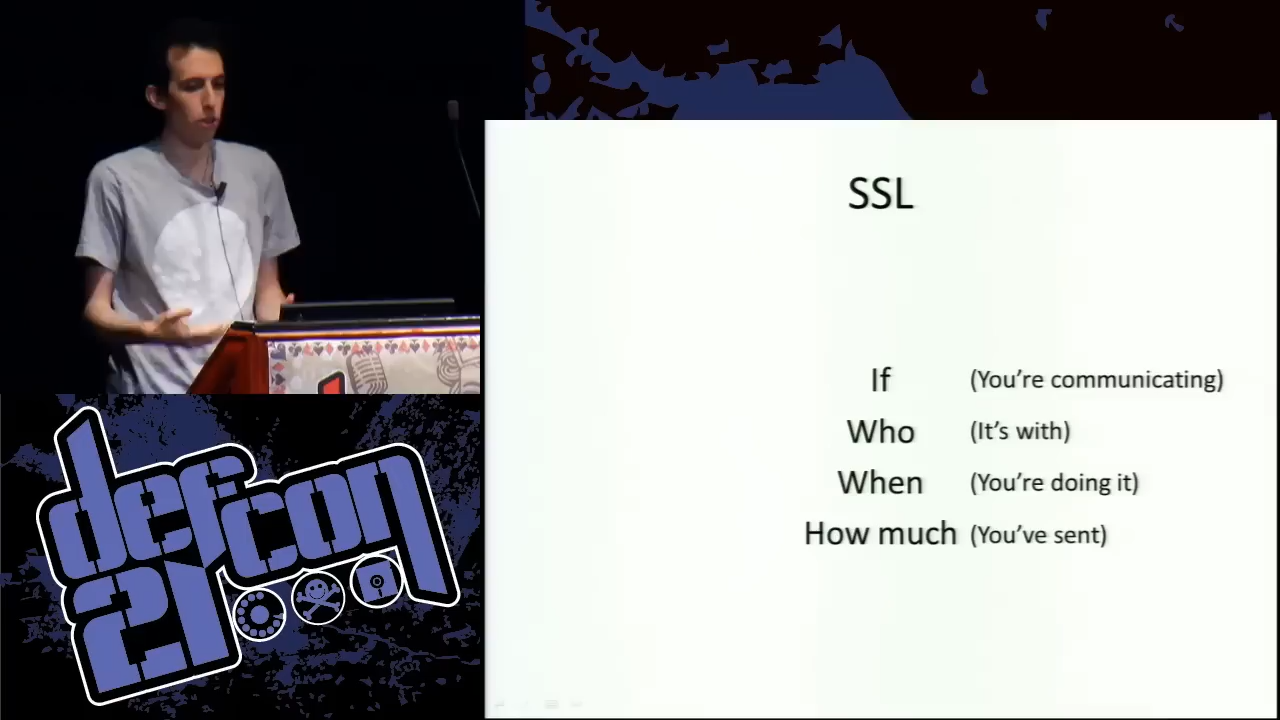 SSL
If (You're communicating)
Who (It's with)
When (You're doing it)
How much (You've sent)
defcon
21